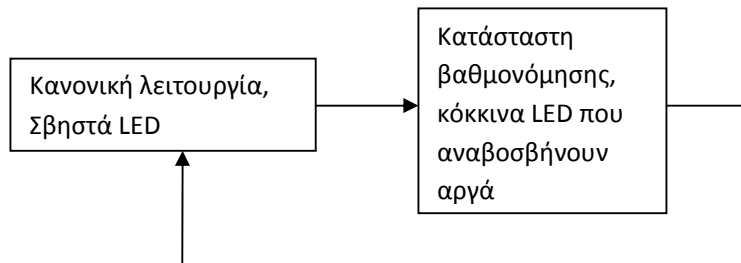 Κανονική λειτουργία,
Σβηστά LED
Κατάσταστη
βαθμονόμησης,
κόκκινα LED που
αναβοσβήνουν
αργά